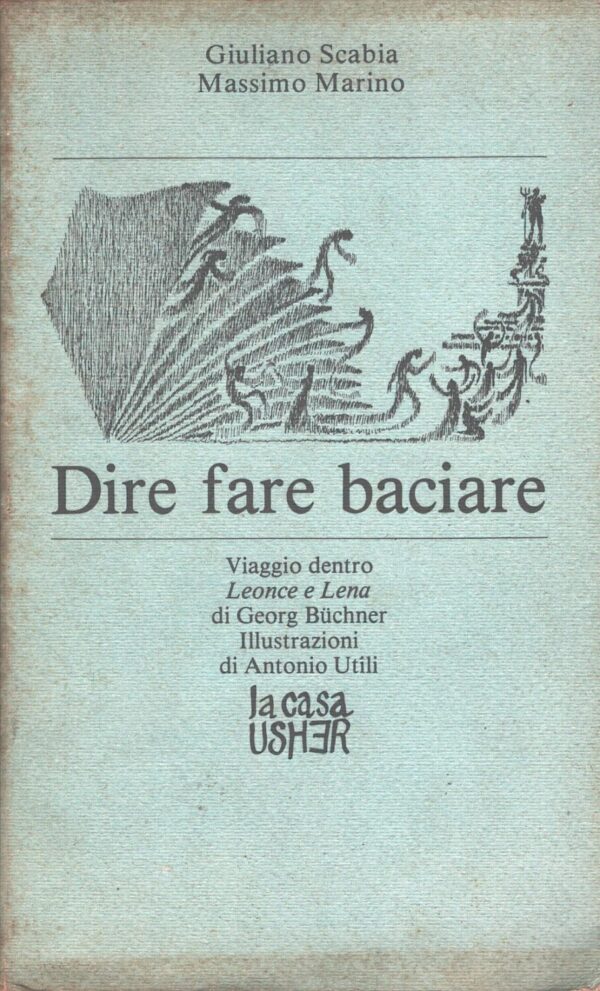 Giuliano Scabia
Massimo Marino
Dire fare baciare
Viaggio dentro
Leonce e Lena
di Georg Büchner
Illustrazioni
di Antonio Utili
la casa
USHER